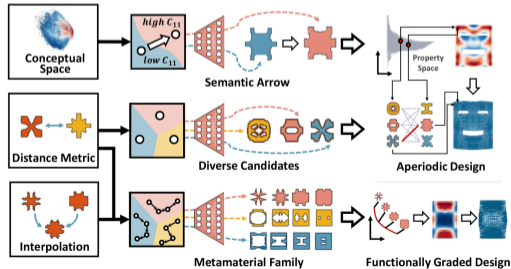 Conceptual
Space
high C11
low C11
Semantic Arrow
Property
Space
Distance Metric
Diverse Candidates
Aperiodic Design
Interpolation
Metamaterial Family
Functionally Graded Design